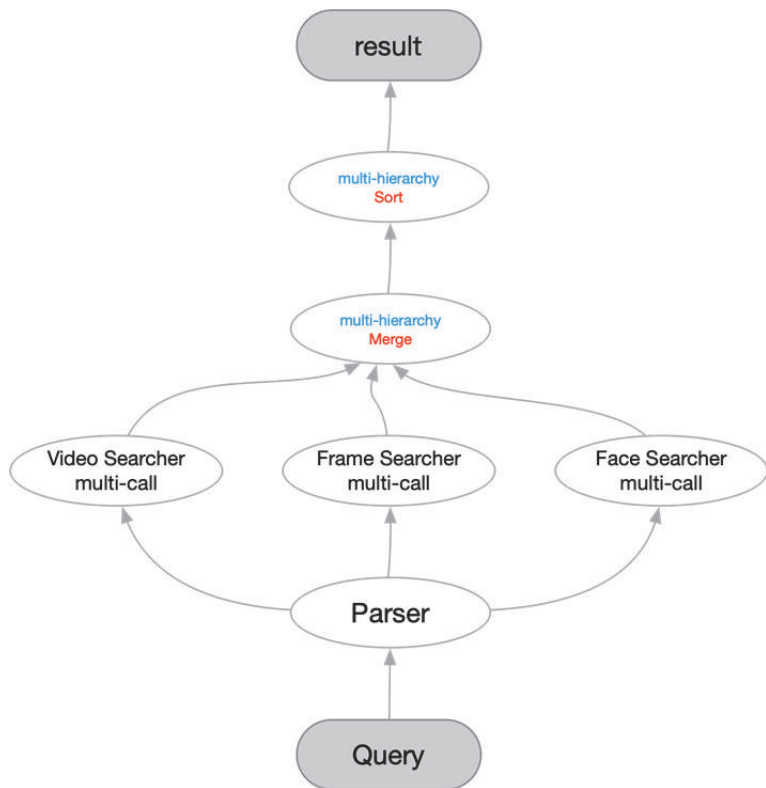 result
multi-hierarchy
Sort
multi-hierarchy
Merge
Video Searcher
multi-call
Frame Searcher
multi-call
Face Searcher
multi-call
Parser
Query